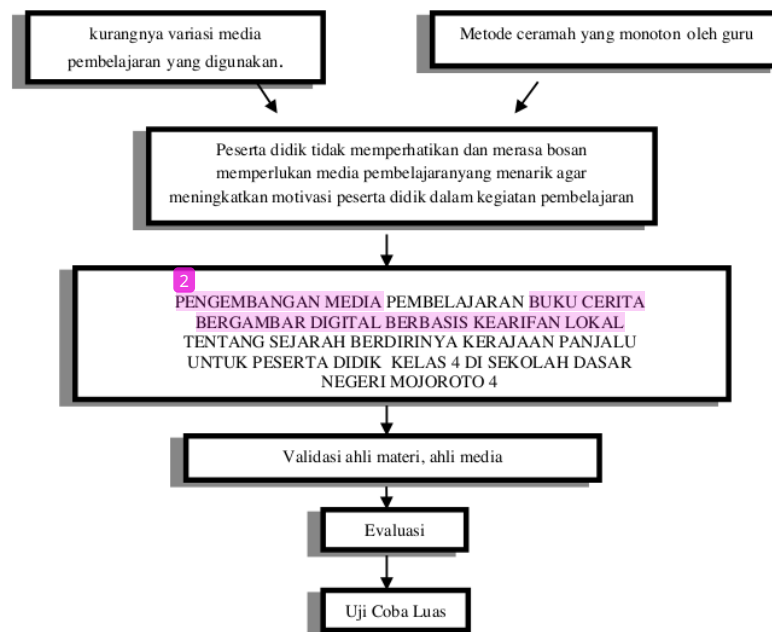 kurangnya variasi media
pembelajaran yang digunakan.
Metode ceramah yang monoton oleh guru
Peserta didik tidak memperhatikan dan merasa bosan
memperlukan media pembelajaranyang menarik agar
meningkatkan motivasi peserta didik dalam kegiatan pembelajaran
2
PENGEMBANGAN MEDIA PEMBELAJARAN BUKU CERITA
BERGAMBAR DIGITAL BERBASIS KEARIFAN LOKAL
TENTANG SEJARAH BERDIRINYA KERAJAAN PANJALU
UNTUK PESERTA DIDIK KELAS 4 DI SEKOLAH DASAR
NEGERI MOJOROTO 4
Validasi ahli materi, ahli media
Evaluasi
Uji Coba Luas